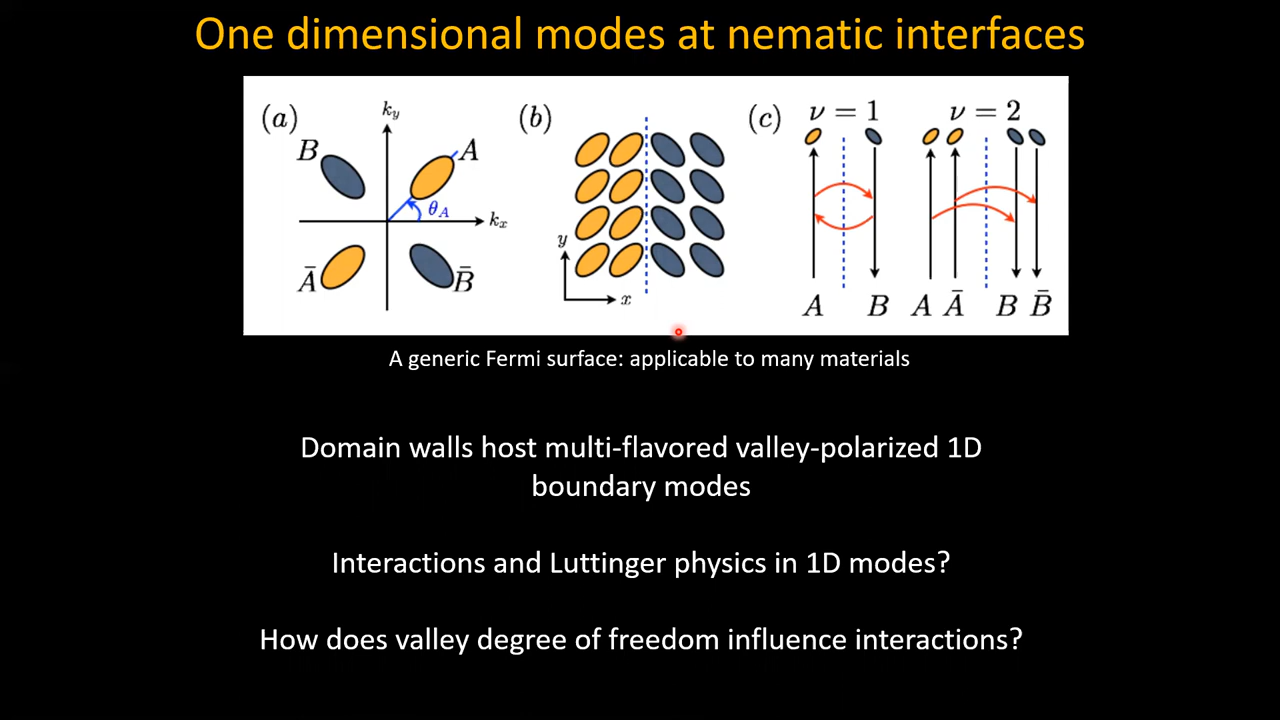 One dimensional modes at nematic interfaces
(a)
k_y
B
A
θ_A
k_x
Ā
B̄
(b)
y
x
(c)
ν = 1
ν = 2
A
B
A
Ā
B
B̄
A generic Fermi surface: applicable to many materials
Domain walls host multi-flavored valley-polarized 1D
boundary modes
Interactions and Luttinger physics in 1D modes?
How does valley degree of freedom influence interactions?